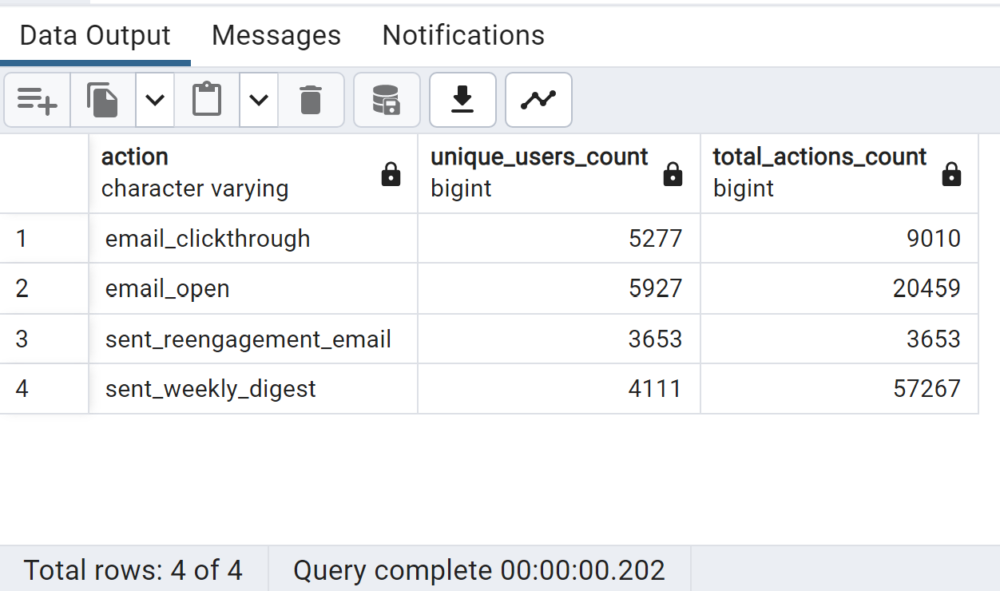 Data Output Messages Notifications
action unique_users_count total_actions_count
character varying bigint bigint
1 email_clickthrough 5277 9010
2 email_open 5927 20459
3 sent_reengagement_email 3653 3653
4 sent_weekly_digest 4111 57267
Total rows: 4 of 4 Query complete 00:00:00.202